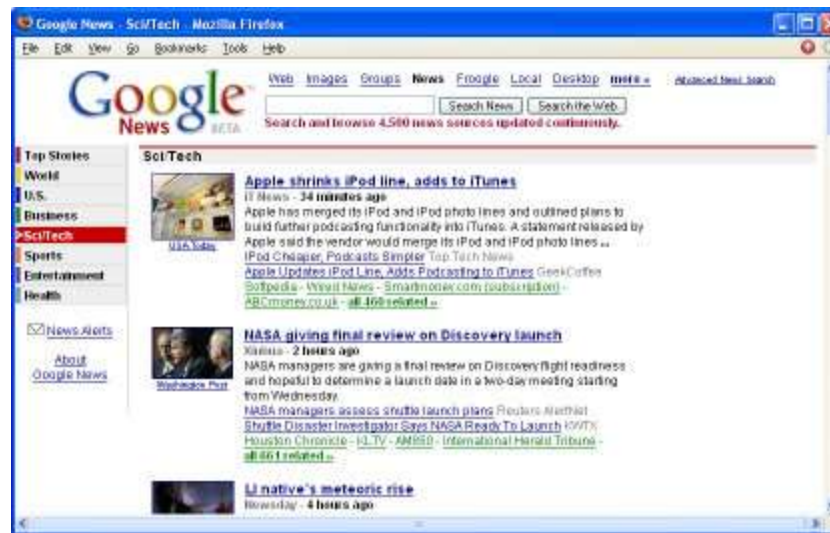 Google News - Sci/Tech - Mozilla Firefox
File Edit View Go Bookmarks Tools Help
Web Images Groups News Froogle Local Desktop more » Advanced News Search
Google
News BETA
Search News Search the Web
Search and browse 4,500 news sources updated continuously.
Top Stories
World
U.S.
Business
>Sci/Tech
Sports
Entertainment
Health
News Alerts
About
Google News
Sci/Tech
USA Today
Apple shrinks iPod line, adds to iTunes
IT News - 34 minutes ago
Apple has merged its iPod and iPod photo lines and outlined plans to
build further podcasting functionality into iTunes. A statement released by
Apple said the vendor would merge its iPod and iPod photo lines ...
iPod Cheaper, Podcasts Simpler Top Tech News
Apple Updates iPod Line, Adds Podcasting to iTunes GeekCoffee
Softpedia - Wired News - Smartmoney.com (subscription) -
ABCmoney.co.uk - all 460 related »
Washington Post
NASA giving final review on Discovery launch
Xinhua - 2 hours ago
NASA managers are giving a final review on Discovery flight readiness
and hopeful to determine a launch date in a two-day meeting starting
from Wednesday.
NASA managers assess shuttle launch plans Reuters AlertNet
Shuttle Disaster Investigator Says NASA Ready To Launch KWTX
Houston Chronicle - KLTV - AM950 - International Herald Tribune -
all 661 related »
LI native's meteoric rise
Newsday - 4 hours ago